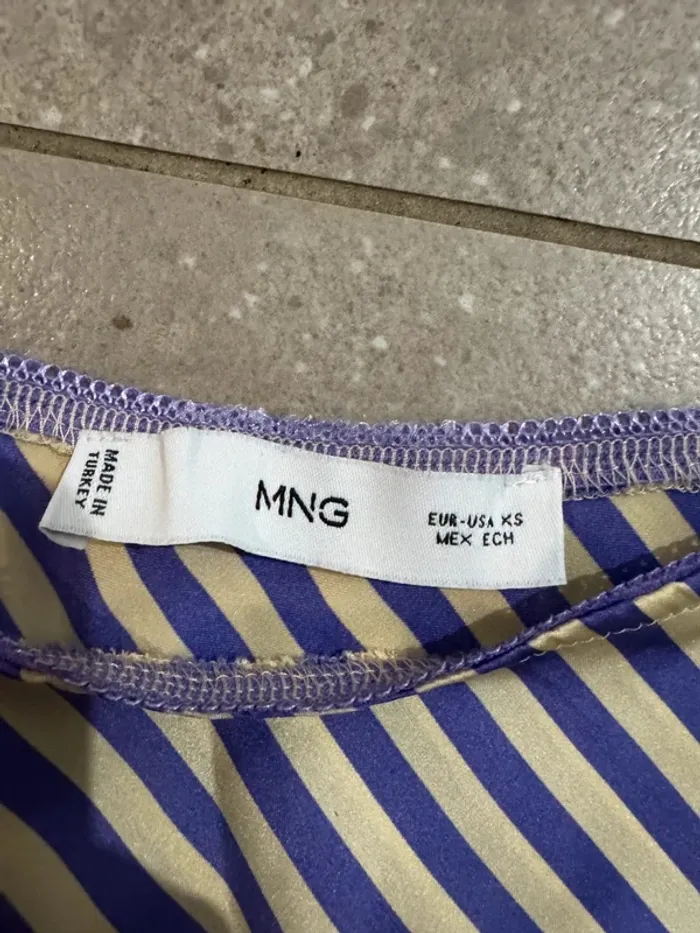 MADE IN
TURKEY
MNG
EUR-USA XS
MEX ECH